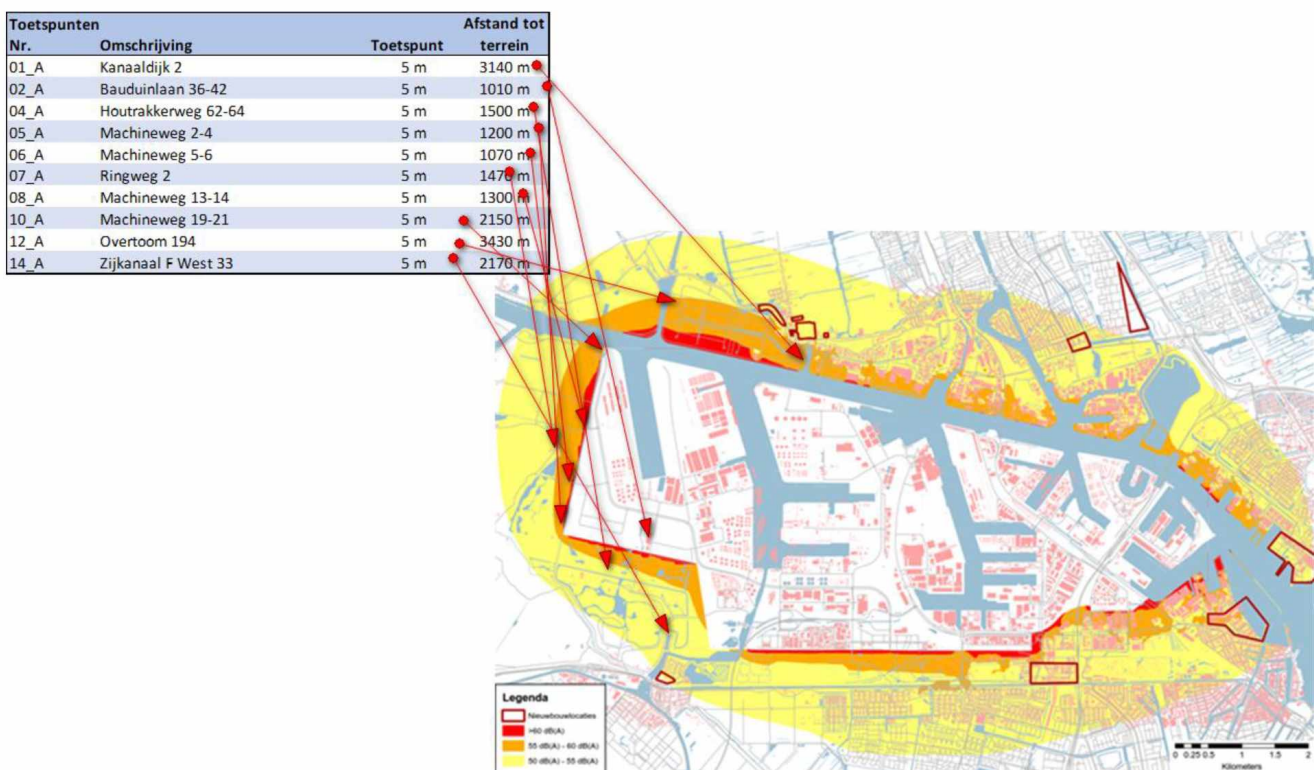 Toetspunten Afstand tot
Nr. Omschrijving Toetspunt terrein
01_A Kanaaldijk 2 5 m 3140 m
02_A Bauduinlaan 36-42 5 m 1010 m
04_A Houtrakkerweg 62-64 5 m 1500 m
05_A Machineweg 2-4 5 m 1200 m
06_A Machineweg 5-6 5 m 1070 m
07_A Ringweg 2 5 m 1470 m
08_A Machineweg 13-14 5 m 1300 m
10_A Machineweg 19-21 5 m 2150 m
12_A Overtoom 194 5 m 3430 m
14_A Zijkanaal F West 33 5 m 2170 m
Legenda
Nieuwbouwlocaties
>60 dB(A)
55 dB(A) - 60 dB(A)
50 dB(A) - 55 dB(A)
0 0.25 0.5 1 1.5 2
Kilometers